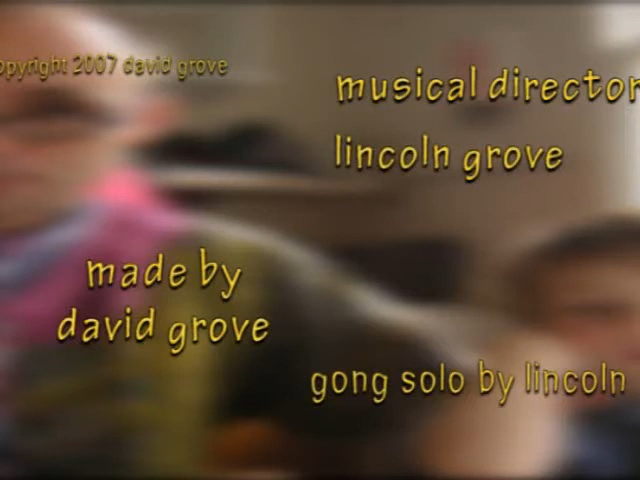 opyright 2007 david grove
musical director
lincoln grove
made by
david grove
gong solo by lincoln